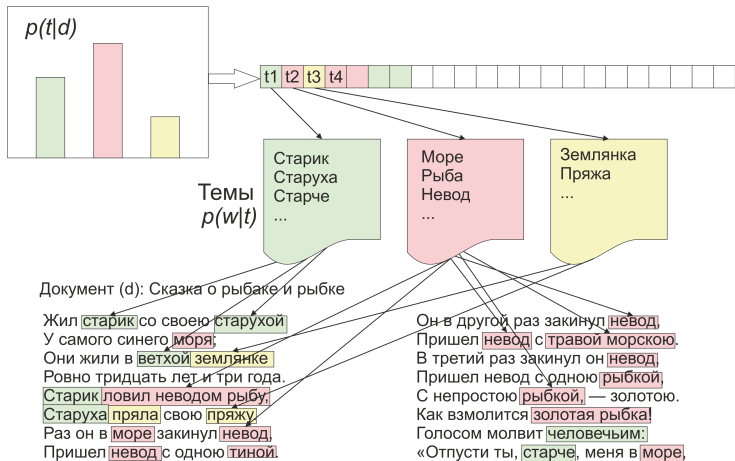 p(t|d)
t1 t2 t3 t4
Старик
Старуха
Старче
...
Море
Рыба
Невод
...
Землянка
Пряжа
...
Темы
p(w|t)
Документ (d): Сказка о рыбаке и рыбке
Жил старик со своею старухой
У самого синего моря;
Они жили в ветхой землянке
Ровно тридцать лет и три года.
Старик ловил неводом рыбу,
Старуха пряла свою пряжу.
Раз он в море закинул невод,
Пришел невод с одною тиной.
Он в другой раз закинул невод,
Пришел невод с травой морскою.
В третий раз закинул он невод,
Пришел невод с одною рыбкой,
С непростою рыбкой, — золотою.
Как взмолится золотая рыбка!
Голосом молвит человечьим:
«Отпусти ты, старче, меня в море,